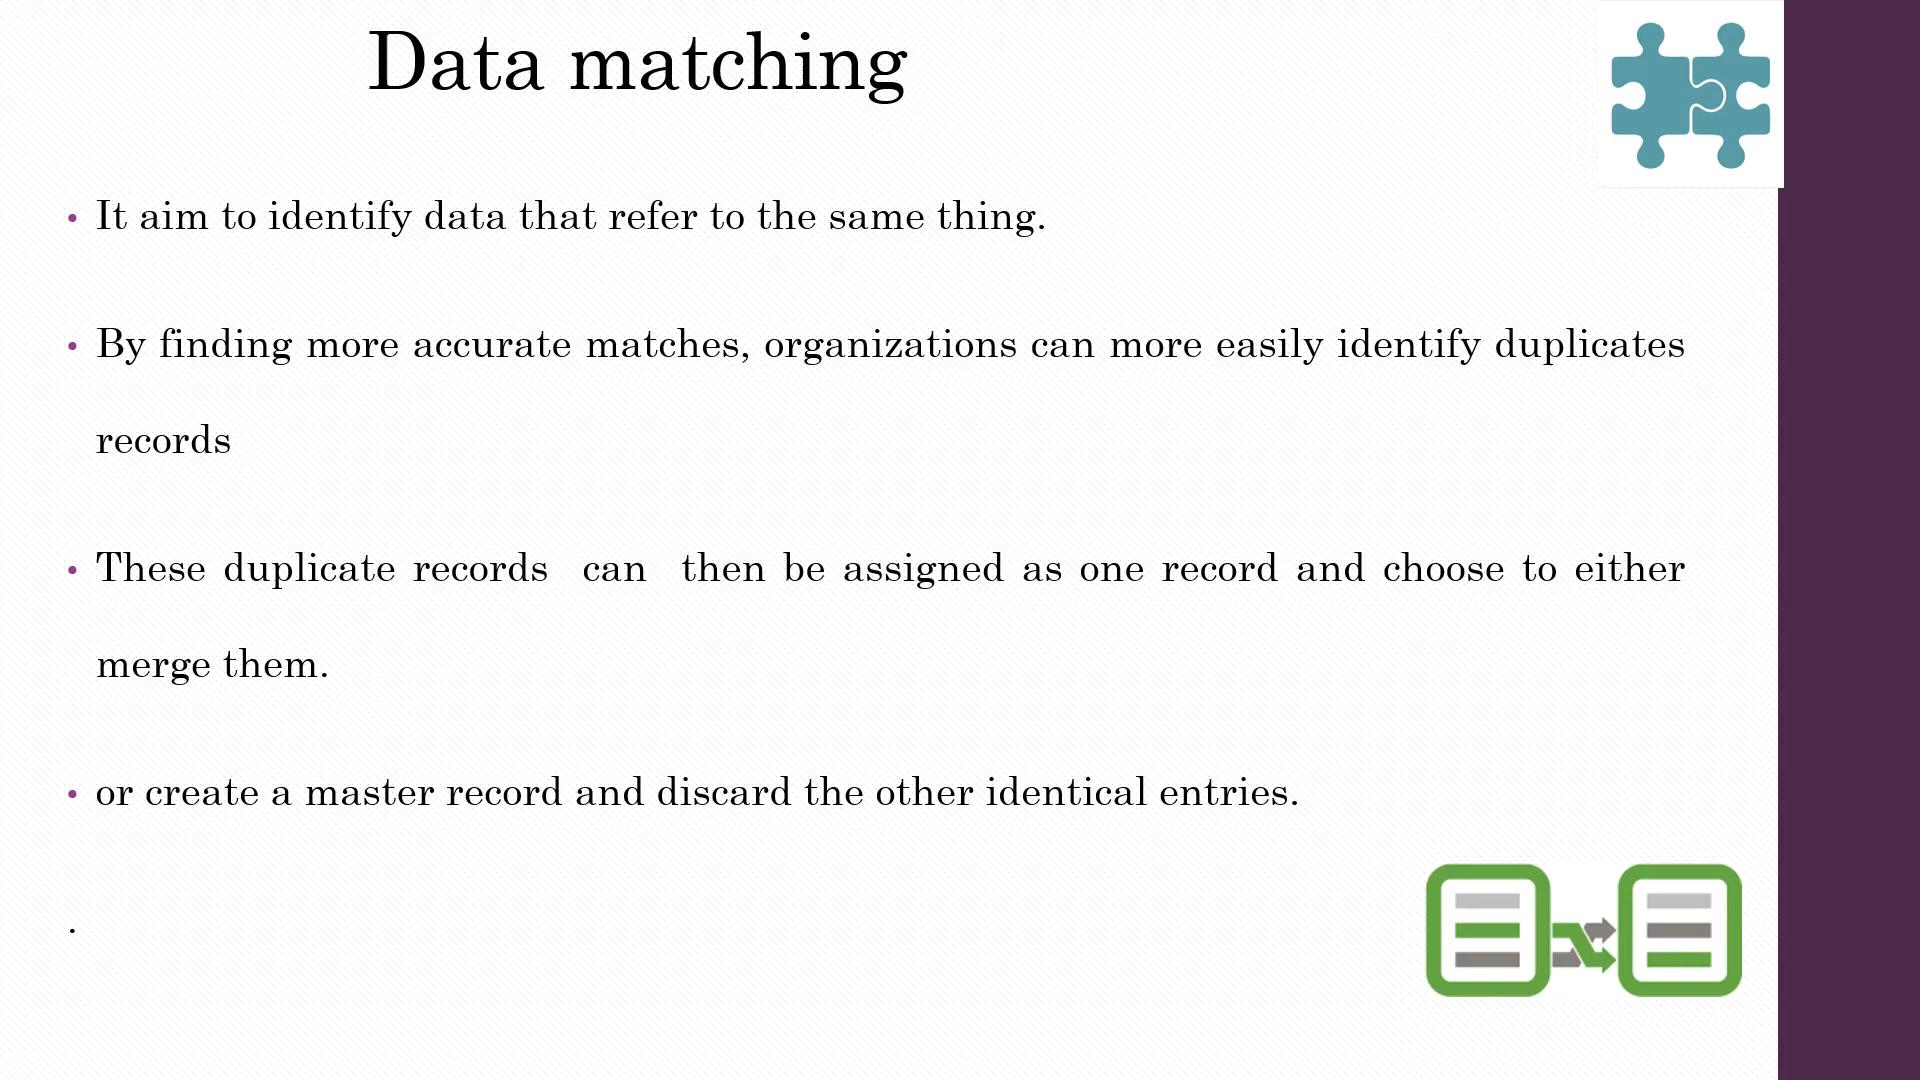 Data matching
• It aim to identify data that refer to the same thing.
• By finding more accurate matches, organizations can more easily identify duplicates
records
• These duplicate records can then be assigned as one record and choose to either
merge them.
• or create a master record and discard the other identical entries.
.